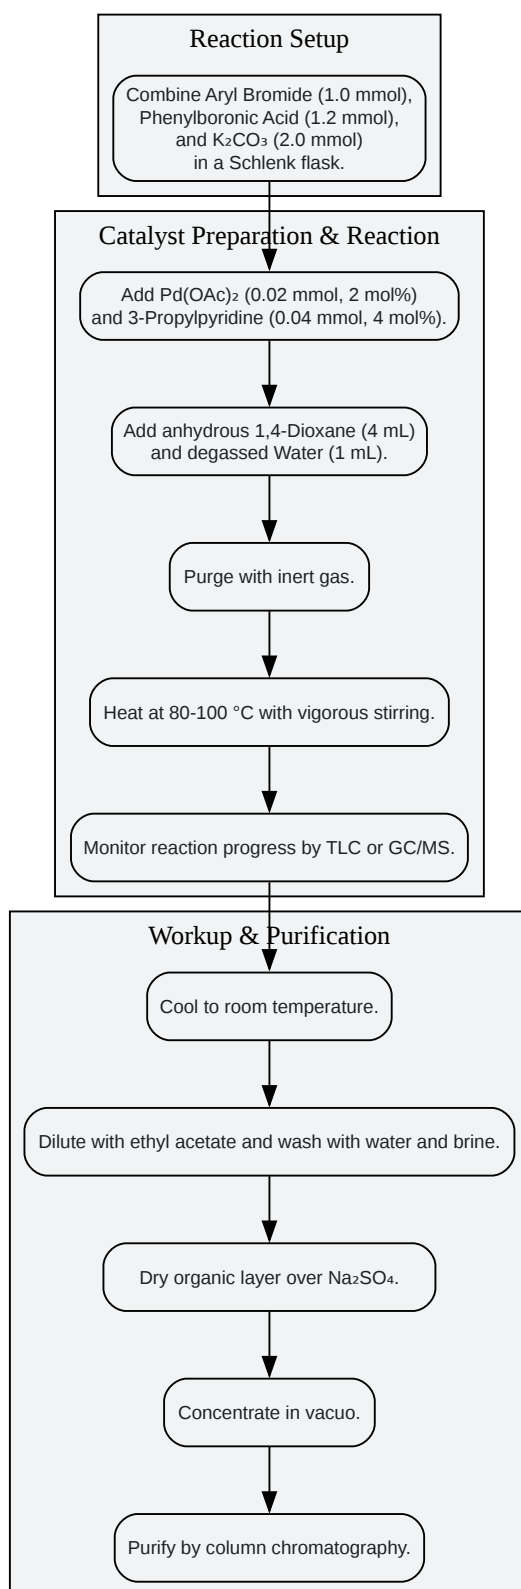 Reaction Setup
Combine Aryl Bromide (1.0 mmol),
Phenylboronic Acid (1.2 mmol),
and K₂CO₃ (2.0 mmol)
in a Schlenk flask.
Catalyst Preparation & Reaction
Add Pd(OAc)₂ (0.02 mmol, 2 mol%)
and 3-Propylpyridine (0.04 mmol, 4 mol%).
Add anhydrous 1,4-Dioxane (4 mL)
and degassed Water (1 mL).
Purge with inert gas.
Heat at 80-100 °C with vigorous stirring.
Monitor reaction progress by TLC or GC/MS.
Workup & Purification
Cool to room temperature.
Dilute with ethyl acetate and wash with water and brine.
Dry organic layer over Na₂SO₄.
Concentrate in vacuo.
Purify by column chromatography.